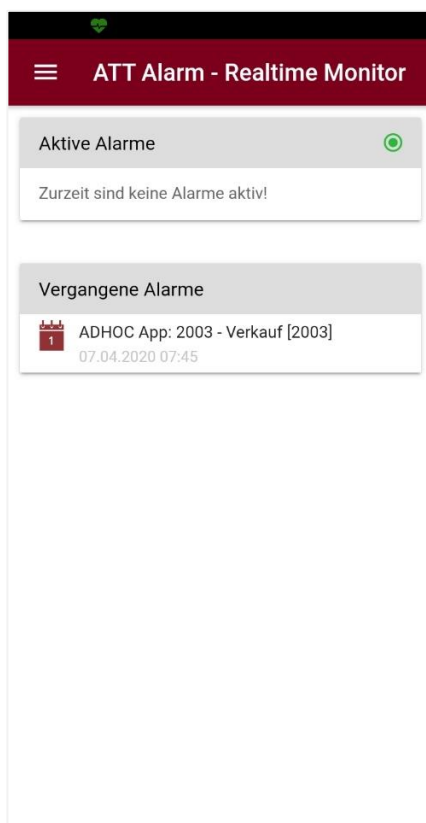 ATT Alarm - Realtime Monitor
Aktive Alarme
Zurzeit sind keine Alarme aktiv!
Vergangene Alarme
1
ADHOC App: 2003 - Verkauf [2003]
07.04.2020 07:45